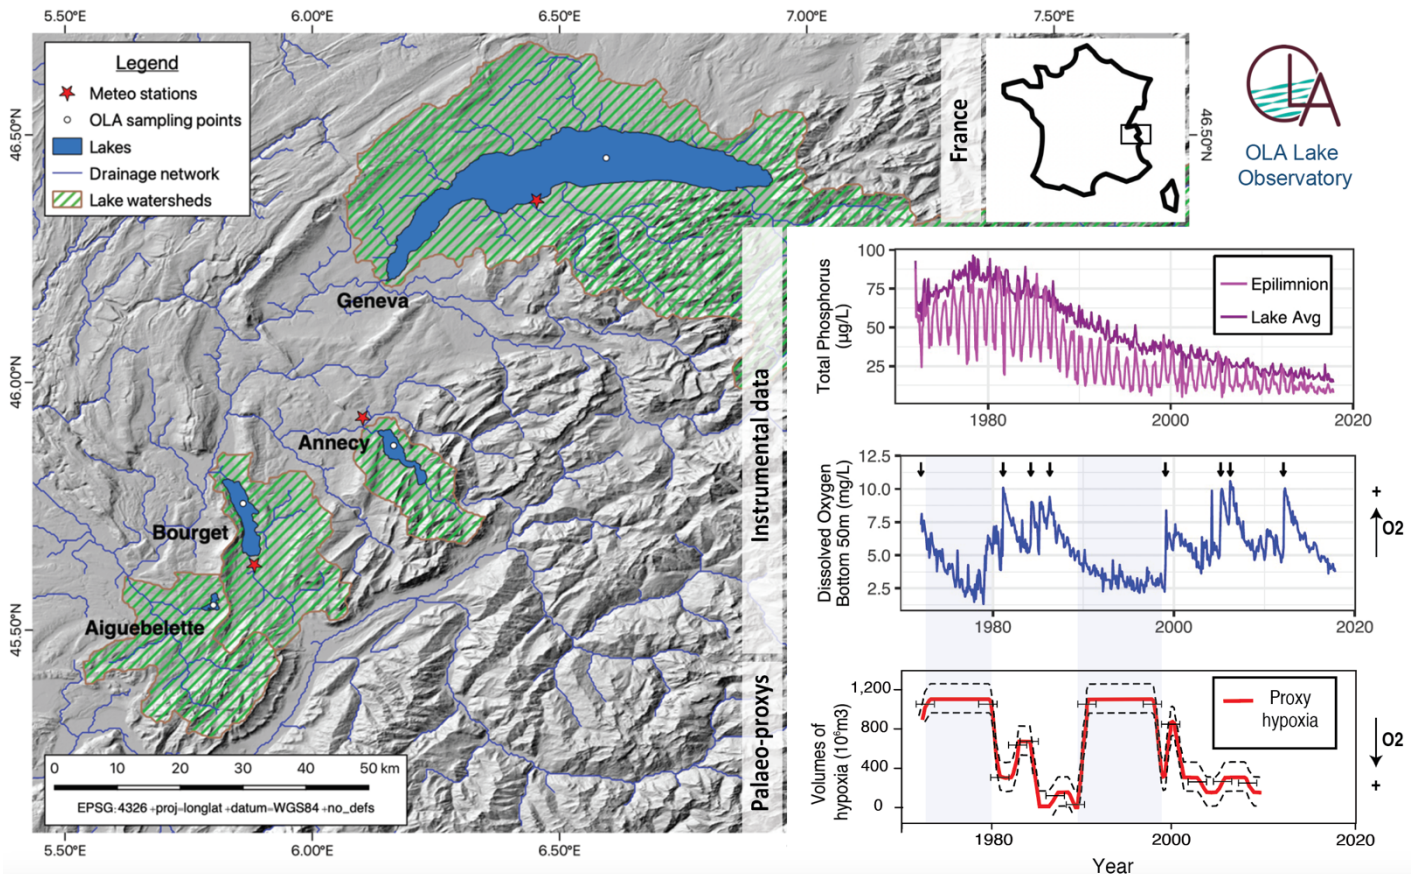 5.50°E 6.00°E 6.50°E 7.00°E 7.50°E
46.50°N
46.00°N
45.50°N
Legend
Meteo stations
OLA sampling points
Lakes
Drainage network
Lake watersheds
Geneva
Annecy
Bourget
Aiguebelette
0 10 20 30 40 50 km
EPSG:4326 +proj=longlat +datum=WGS84 +no_defs
5.50°E 6.00°E 6.50°E
France
46.50°N
OLA
OLA Lake
Observatory
Instrumental data
Palaeo-proxys
Total Phosphorus
(µg/L)
100
75
50
25
Epilimnion
Lake Avg
1980 2000 2020
Dissolved Oxygen
Bottom 50m (mg/L)
12.5
10.0
7.5
5.0
2.5
+
O2
1980 2000 2020
Volumes of
hypoxia (10⁶m3)
1,200
800
400
0
Proxy
hypoxia
O2
+
1980 2000 2020
Year